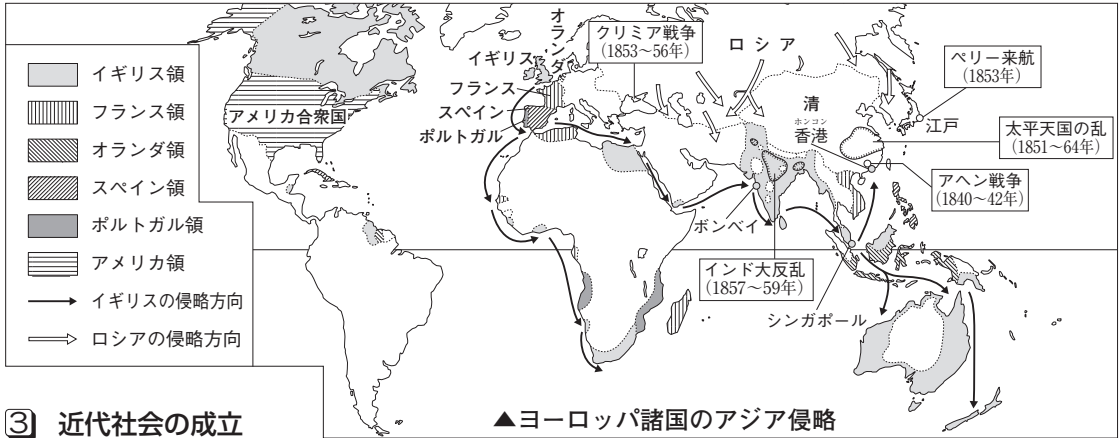 イギリス領
フランス領
オランダ領
スペイン領
ポルトガル領
アメリカ領
イギリスの侵略方向
ロシアの侵略方向
アメリカ合衆国
オランダ
イギリス
フランス
スペイン
ポルトガル
クリミア戦争
(1853~56年)
ロシア
清
ホンコン
香港
ペリー来航
(1853年)
江戸
太平天国の乱
(1851~64年)
アヘン戦争
(1840~42年)
ボンベイ
インド大反乱
(1857~59年)
シンガポール
3 近代社会の成立
▲ヨーロッパ諸国のアジア侵略